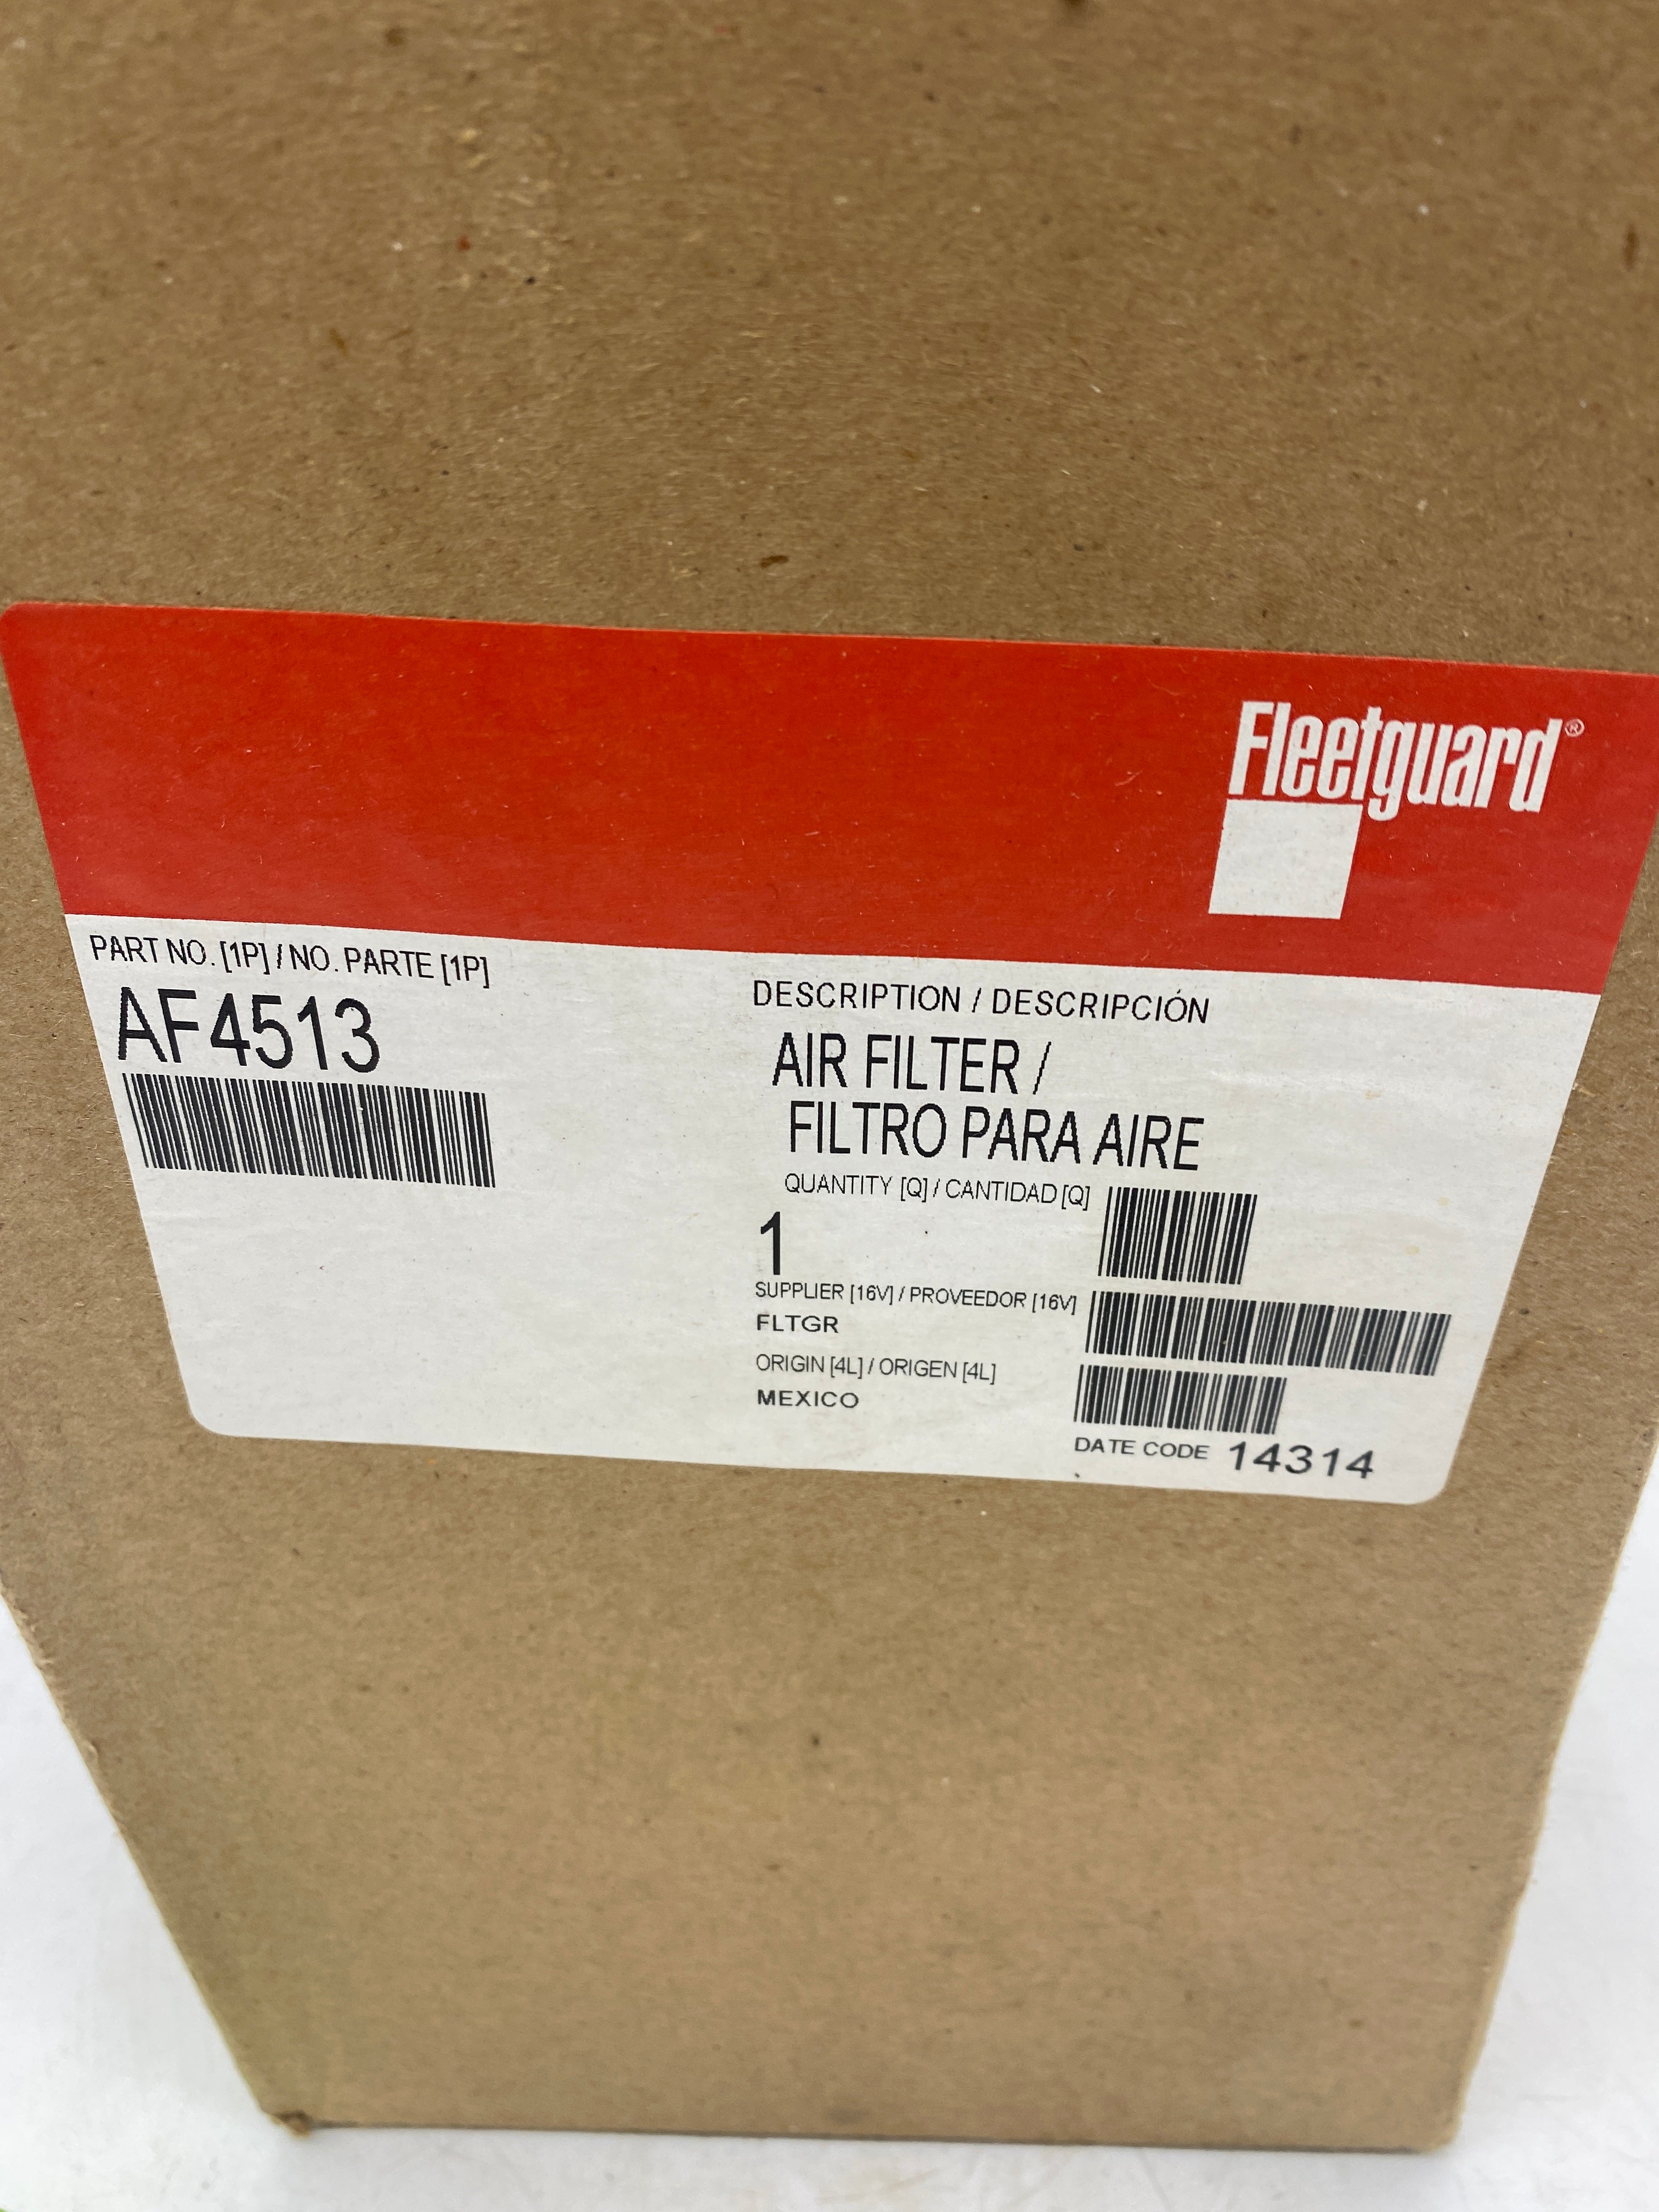 Fleetguard®
PART NO. [1P] / NO. PARTE [1P]
AF4513
DESCRIPTION / DESCRIPCIÓN
AIR FILTER /
FILTRO PARA AIRE
QUANTITY [Q] / CANTIDAD [Q]
1
SUPPLIER [16V] / PROVEEDOR [16V]
FLTGR
ORIGIN [4L] / ORIGEN [4L]
MEXICO
DATE CODE 14314